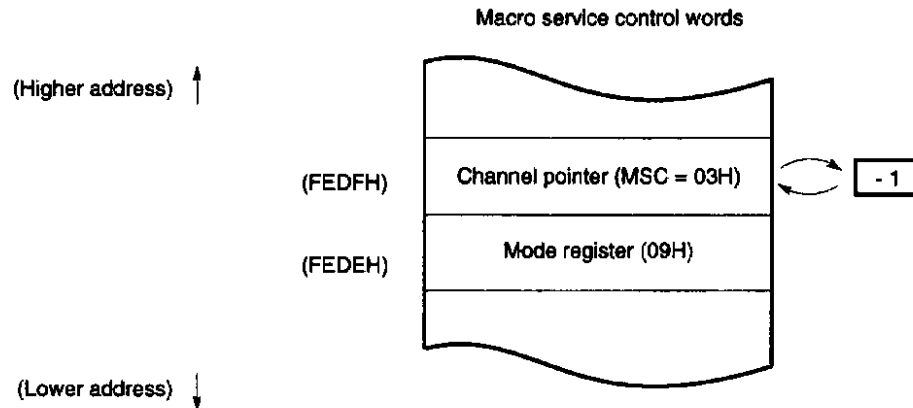 Macro service control words
(Higher address)
(FEDFH)
Channel pointer (MSC = 03H)
- 1
(FEDEH)
Mode register (09H)
(Lower address)